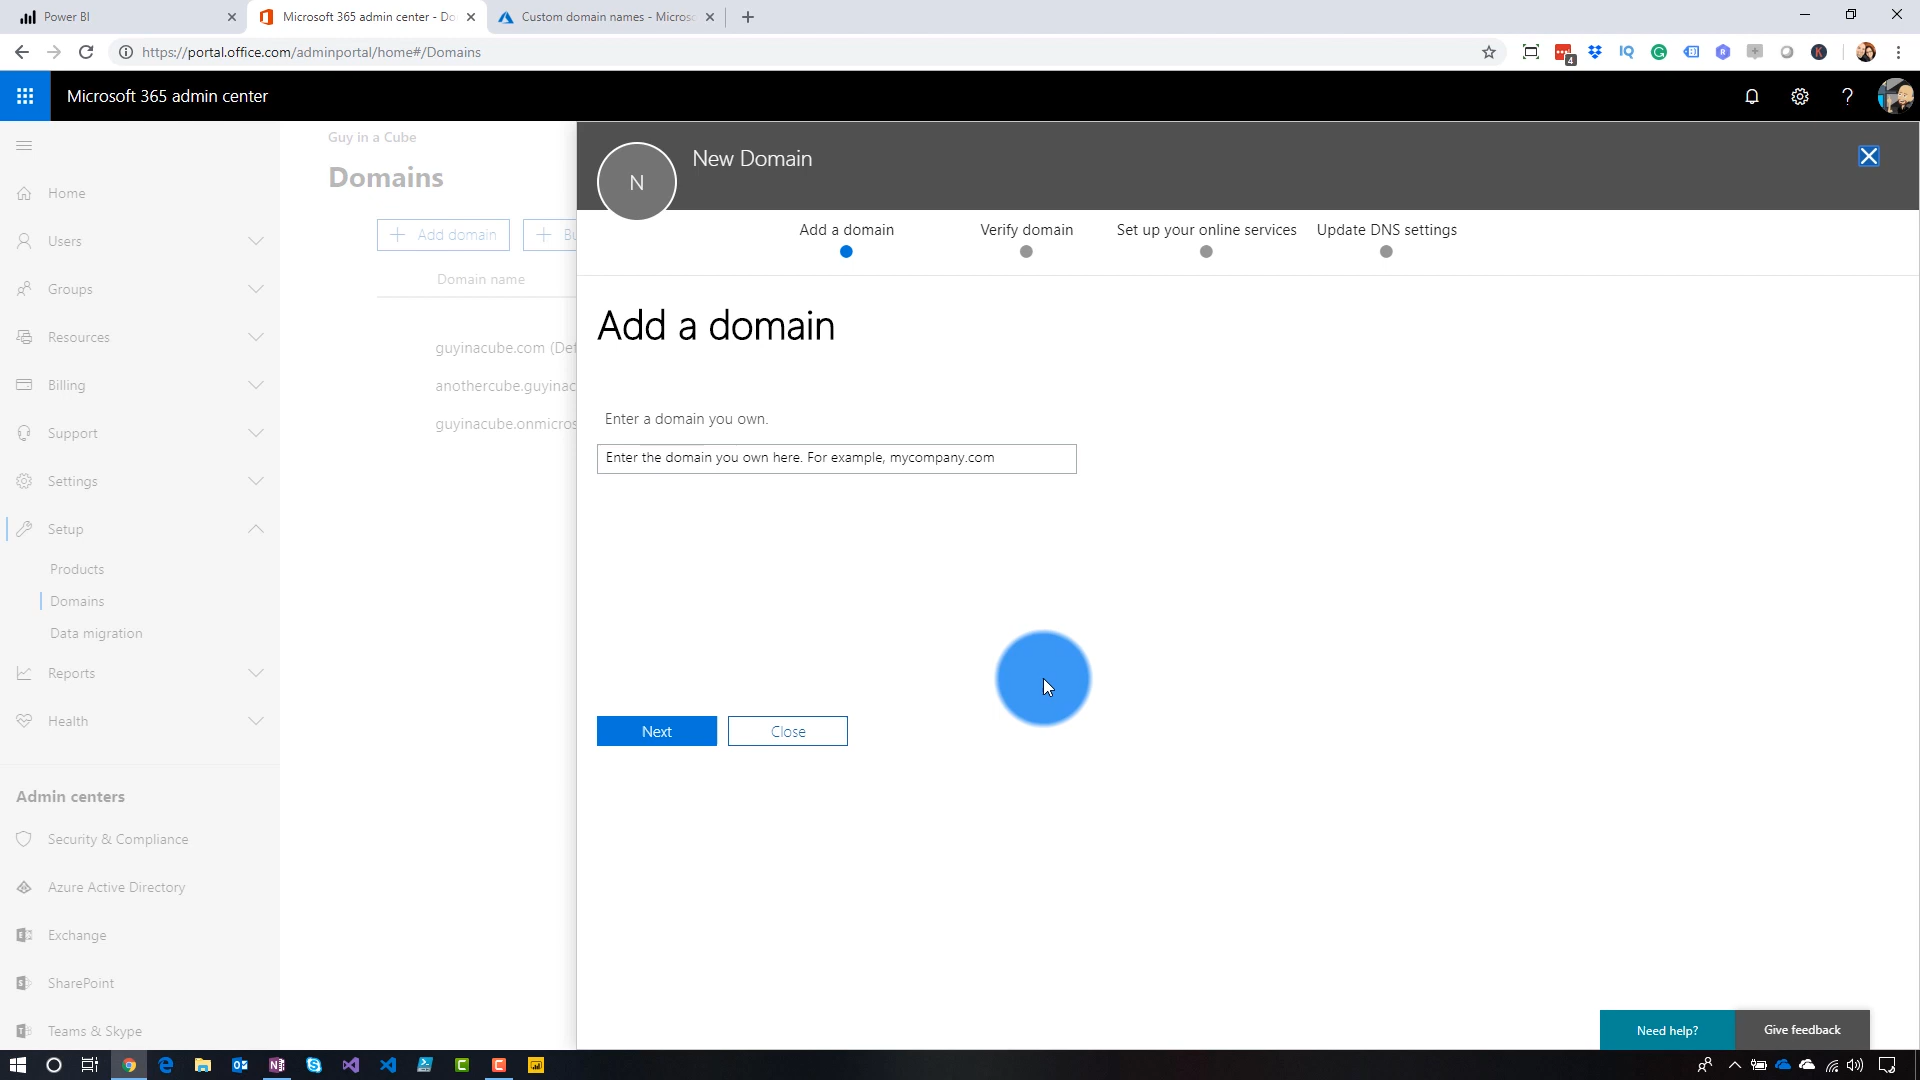 Power BI
Microsoft 365 admin center - Do
Custom domain names - Micros
https://portal.office.com/adminportal/home#/Domains
4
IQ
G
R
K
Microsoft 365 admin center
?
Guy in a Cube
Domains
Add domain
Bu
Domain name
guyinacube.com (Def
anothercube.guyinac
guyinacube.onmicros
Home
Users
Groups
Resources
Billing
Support
Settings
Setup
Products
Domains
Data migration
Reports
Health
Admin centers
Security & Compliance
Azure Active Directory
Exchange
SharePoint
Teams & Skype
N
New Domain
Add a domain
Verify domain
Set up your online services
Update DNS settings
Add a domain
Enter a domain you own.
Enter the domain you own here. For example, mycompany.com
Next
Close
Need help?
Give feedback